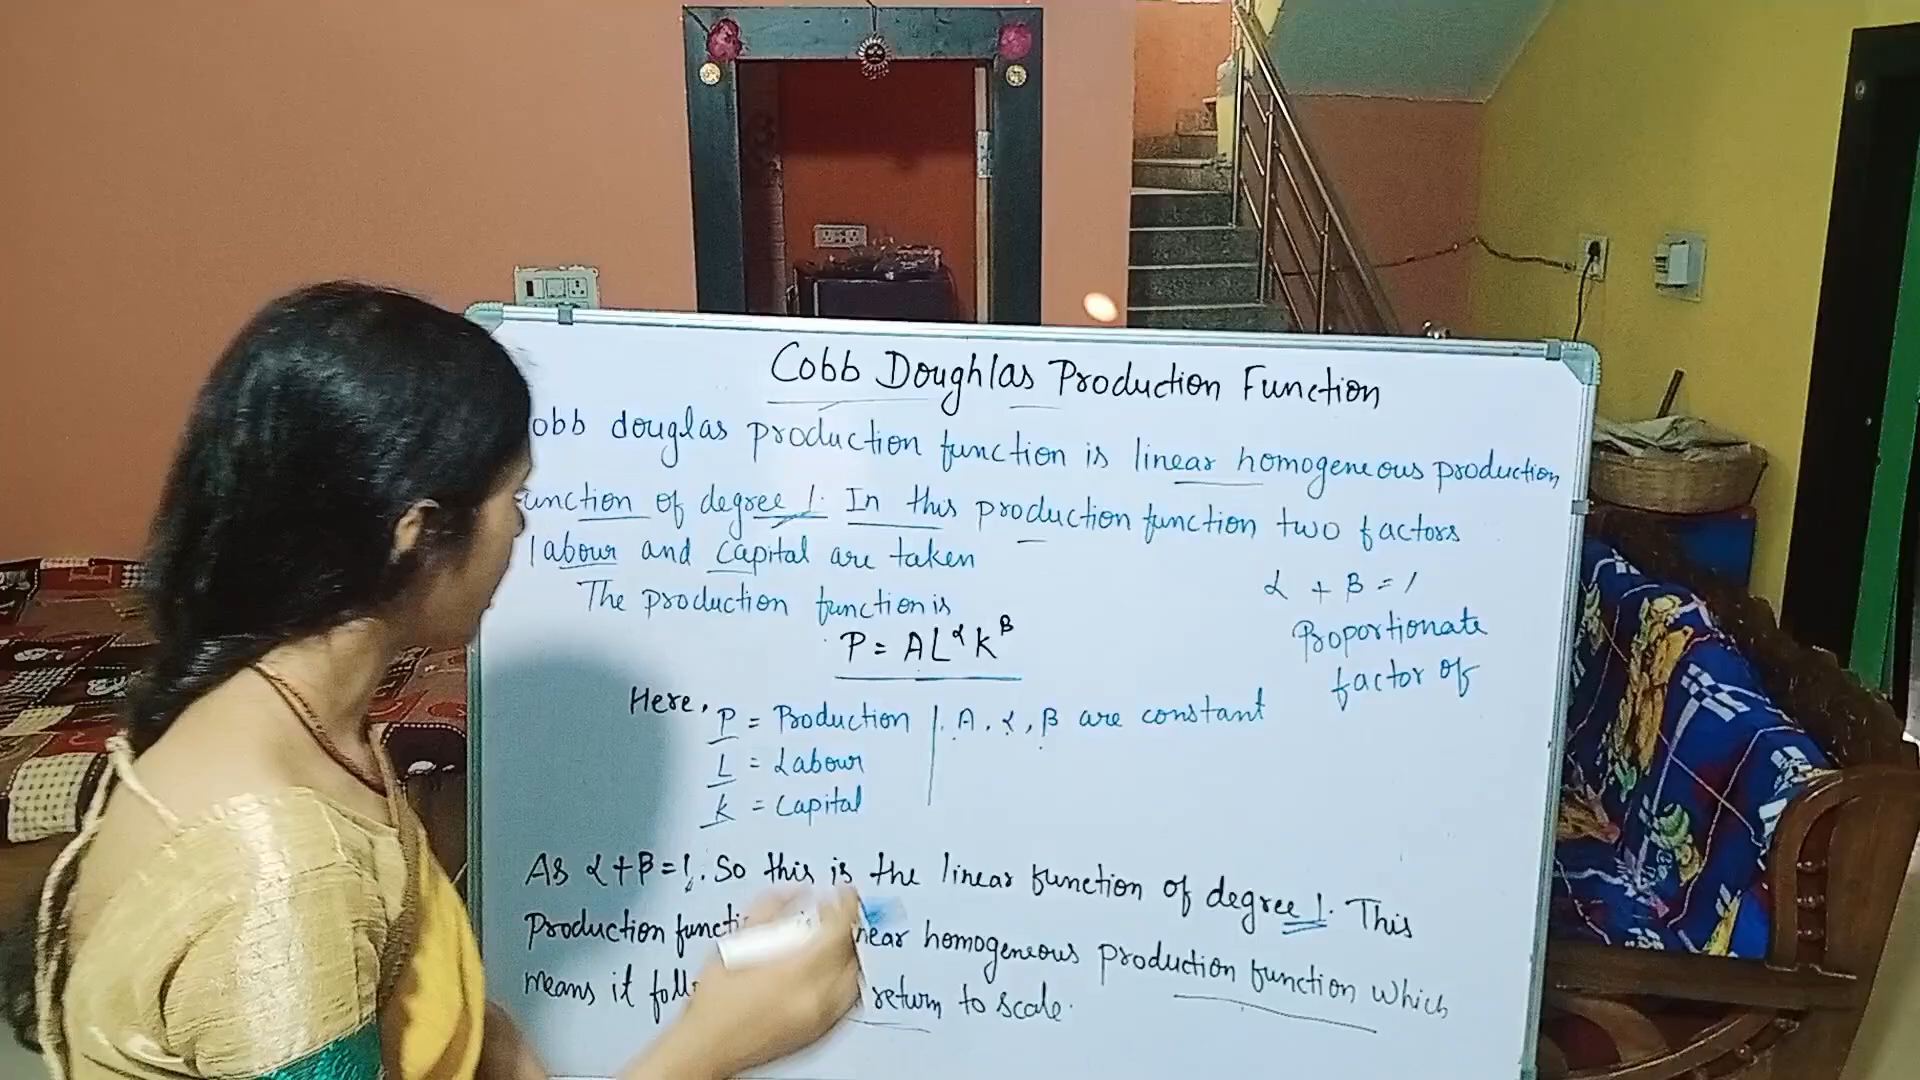 Cobb Doughlas Production Function
obb douglas production function is linear homogeneous production
unction of degree 1. In this production function two factors
labour and capital are taken
α + β = 1
The production function is
Proportionate
P = AL^α K^β
factor of
Here, P = Production | . A, α, β are constant
L = Labour
K = Capital
As α + β = 1. So this is the linear function of degree 1. This
Production functi near homogeneous production function which
means it foll return to scale.